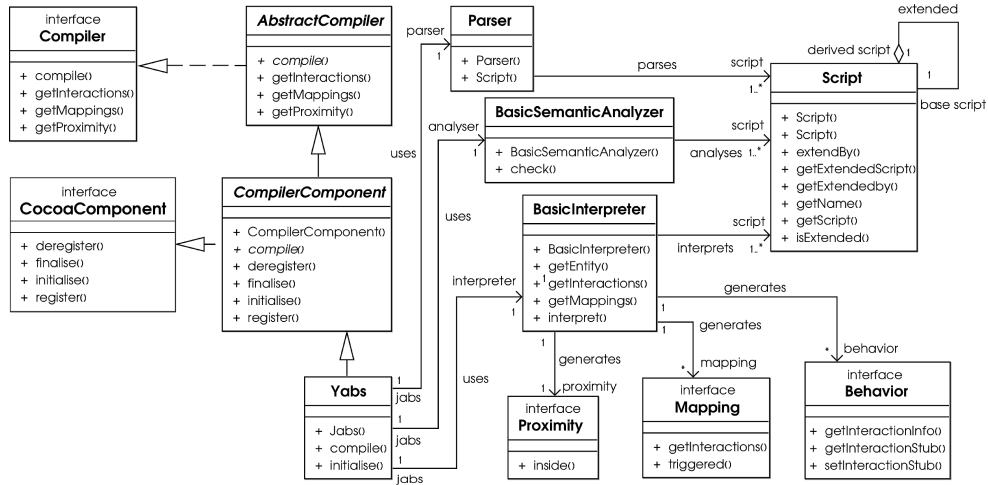 interface
Compiler
+ compile()
+ getInteractions()
+ getMappings()
+ getProximity()
AbstractCompiler
+ compile()
+ getInteractions()
+ getMappings()
+ getProximity()
parser
1
Parser
+ Parser()
+ Script()
parses
script
1..*
extended
derived script
1
1
base script
Script
+ Script()
+ Script()
+ extendBy()
+ getExtendedScript()
+ getExtendedby()
+ getName()
+ getScript()
+ isExtended()
uses
analyser
1
BasicSemanticAnalyzer
+ BasicSemanticAnalyzer()
+ check()
script
analyses 1..*
interface
CocoaComponent
+ deregister()
+ finalise()
+ initialise()
+ register()
CompilerComponent
+ CompilerComponent()
+ compile()
+ deregister()
+ finalise()
+ initialise()
+ register()
uses
interpreter
1
BasicInterpreter
+ BasicInterpreter()
+ getEntity()
+1 getInteractions()
+ getMappings()
+ interpret()
script
interprets 1..*
generates
1
* behavior
1
generates
* mapping
1
generates
1 proximity
uses
Yabs
+ Jabs()
+ compile()
+ initialise()
1
jabs
1
jabs
1
jabs
interface
Proximity
+ inside()
interface
Mapping
+ getInteractions()
+ triggered()
interface
Behavior
+ getInteractionInfo()
+ getInteractionStub()
+ setInteractionStub()